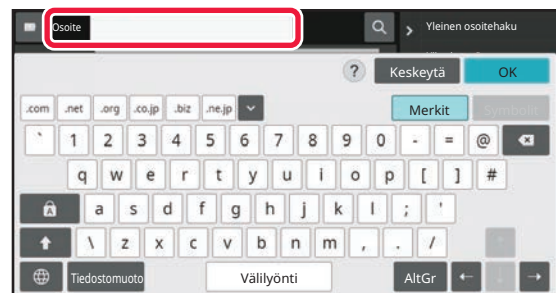 Osoite Yleinen osoitehaku
? Keskeytä OK
.com .net .org .co.jp .biz .ne.jp Merkit Symbolit
` 1 2 3 4 5 6 7 8 9 0 - = @
q w e r t y u i o p [ ] #
A a s d f g h j k l ; '
\ z x c v b n m , . /
Tiedostomuoto Välilyönti AltGr